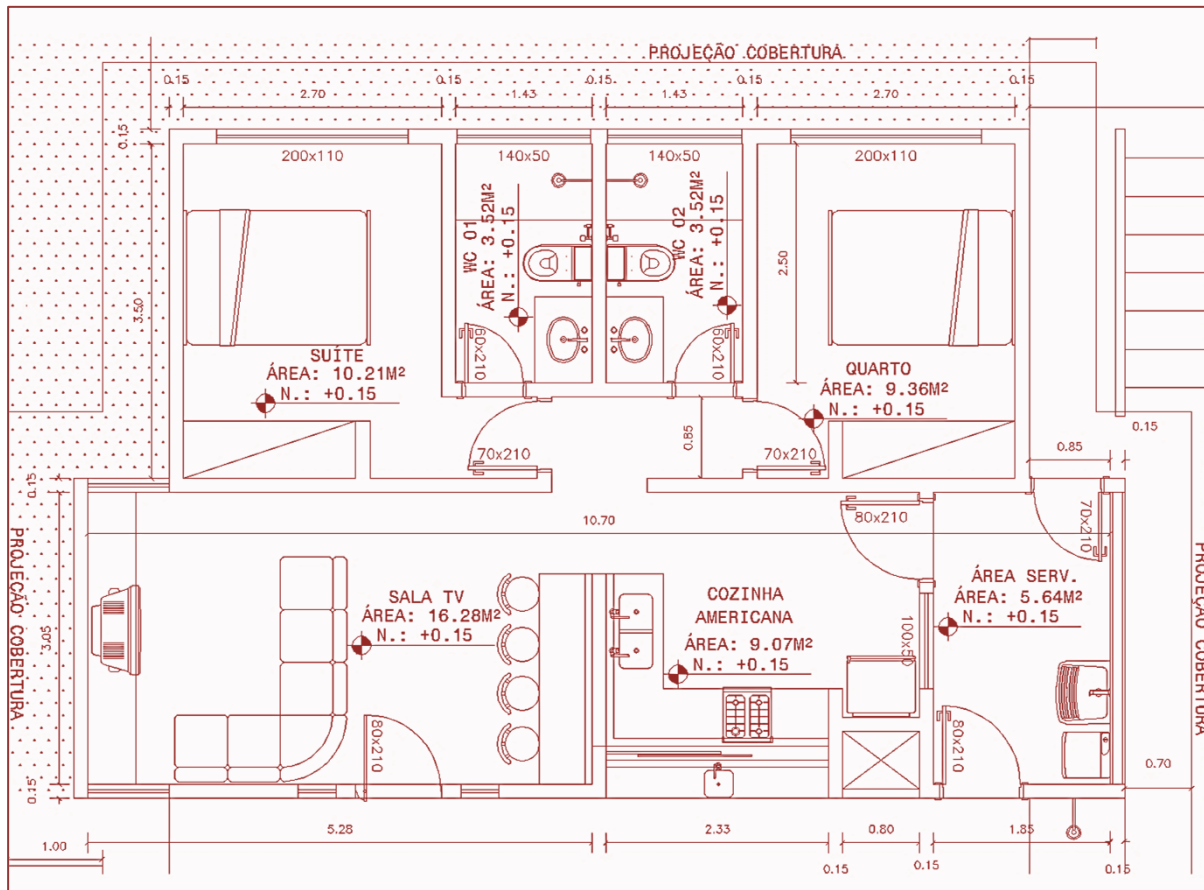 PROJEÇÃO COBERTURA
0.15
0.15
0.15
0.15
0.15
2.70
1.43
1.43
2.70
0.15
200x110
140x50
140x50
200x110
WC 01
ÁREA: 3.52M²
N.: +0.15
WC 02
ÁREA: 3.52M²
N.: +0.15
2.50
3.50
60x210
60x210
SUÍTE
ÁREA: 10.21M²
N.: +0.15
QUARTO
ÁREA: 9.36M²
N.: +0.15
0.85
70x210
70x210
0.15
0.85
0.15
10.70
80x210
70x210
PROJEÇÃO COBERTURA
3.05
SALA TV
ÁREA: 16.28M²
N.: +0.15
COZINHA
AMERICANA
ÁREA: 9.07M²
N.: +0.15
100x50
ÁREA SERV.
ÁREA: 5.64M²
N.: +0.15
PROJEÇÃO COBERTURA
80x210
80x210
0.70
0.15
5.28
2.33
0.80
1.85
1.00
0.15
0.15
0.15